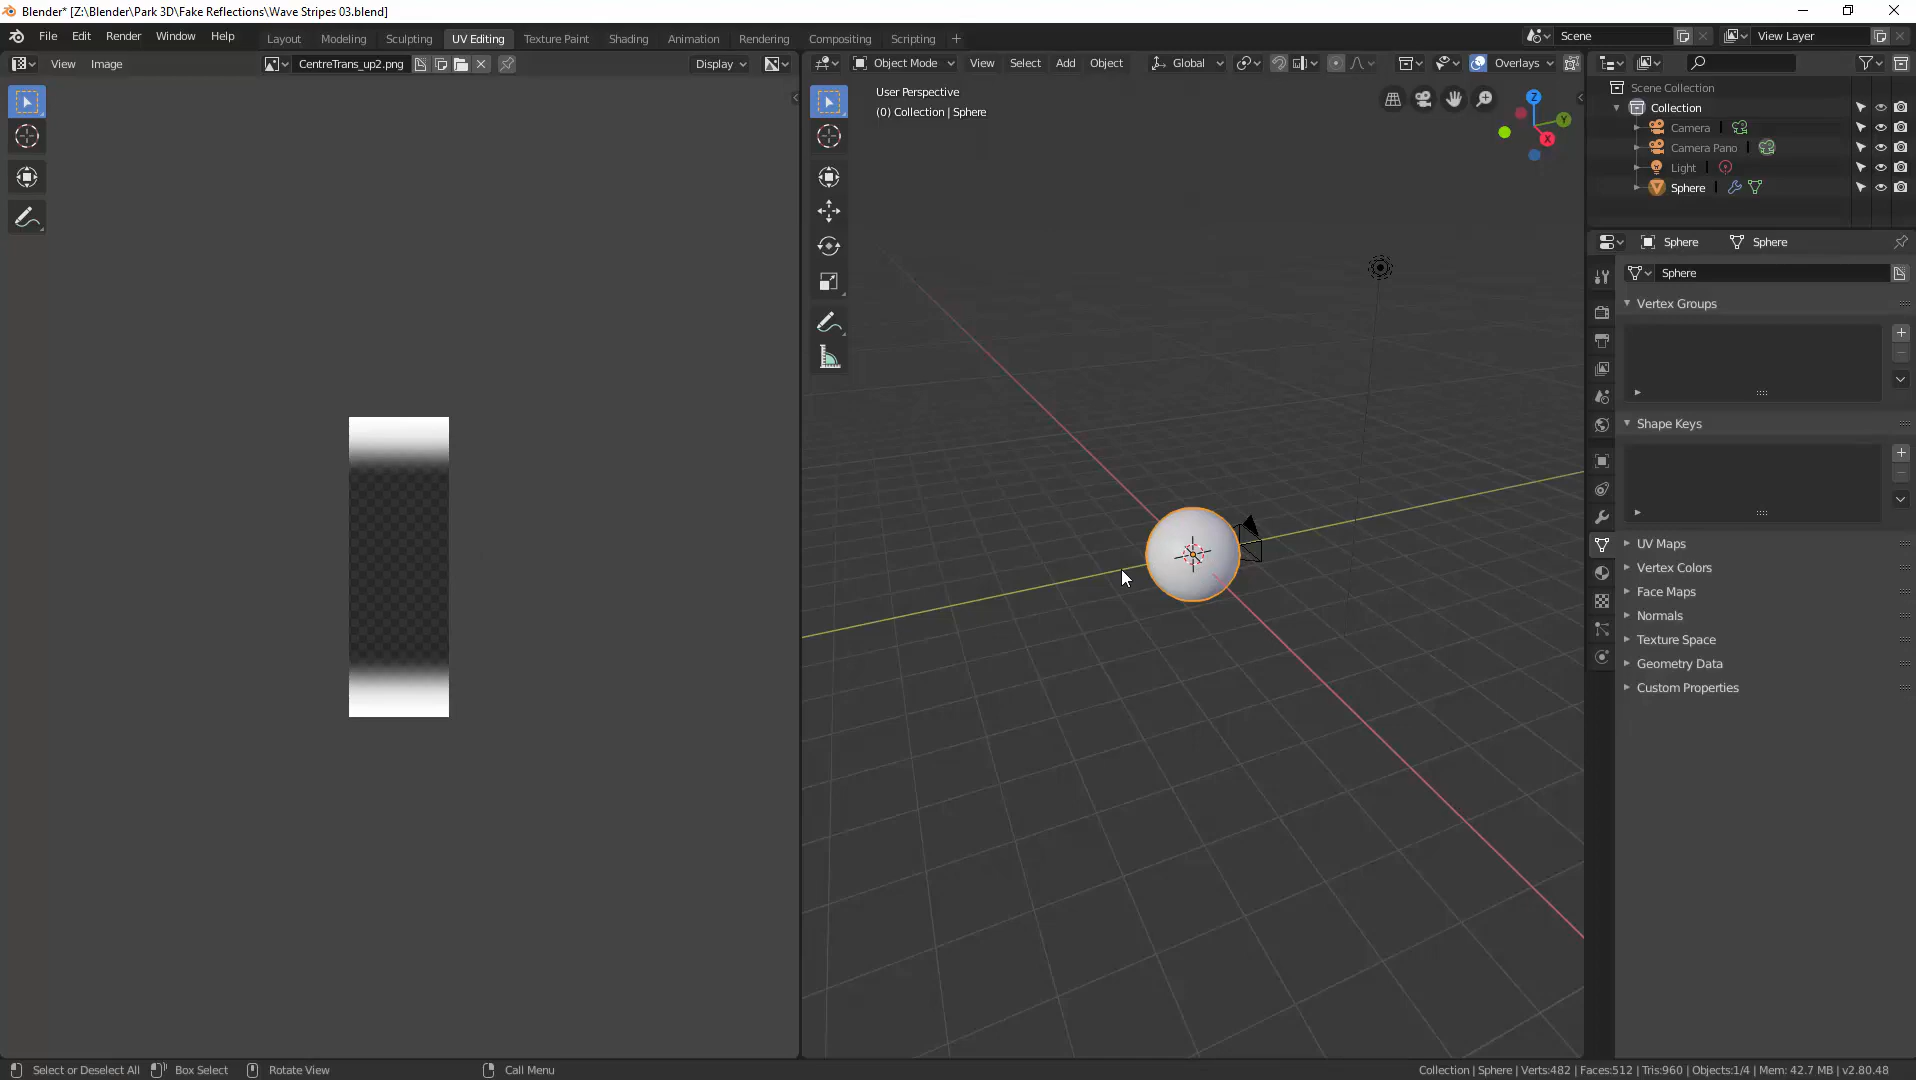 Blender* [Z:\Blender\Park 3D\Fake Reflections\Wave Stripes 03.blend]
File Edit Render Window Help Layout Modeling Sculpting UV Editing Texture Paint Shading Animation Rendering Compositing Scripting Scene View Layer
View Image CentreTrans_up2.png Display Object Mode View Select Add Object Global Overlays
User Perspective
(0) Collection | Sphere
Z
Y
X
Scene Collection
Collection
Camera
Camera Pano
Light
Sphere
Sphere Sphere
Sphere
Vertex Groups
Shape Keys
UV Maps
Vertex Colors
Face Maps
Normals
Texture Space
Geometry Data
Custom Properties
Select or Deselect All Box Select Rotate View Call Menu Collection | Sphere | Verts:482 | Faces:512 | Tris:960 | Objects:1/4 | Mem: 42.7 MB | v2.80.48